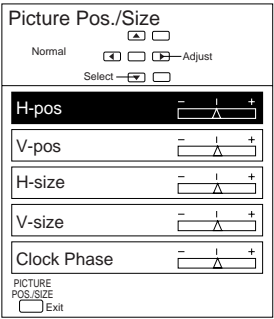 Picture Pos./Size
Normal
Adjust
Select
H-pos - +
V-pos - +
H-size - +
V-size - +
Clock Phase - +
PICTURE
POS./SIZE
Exit